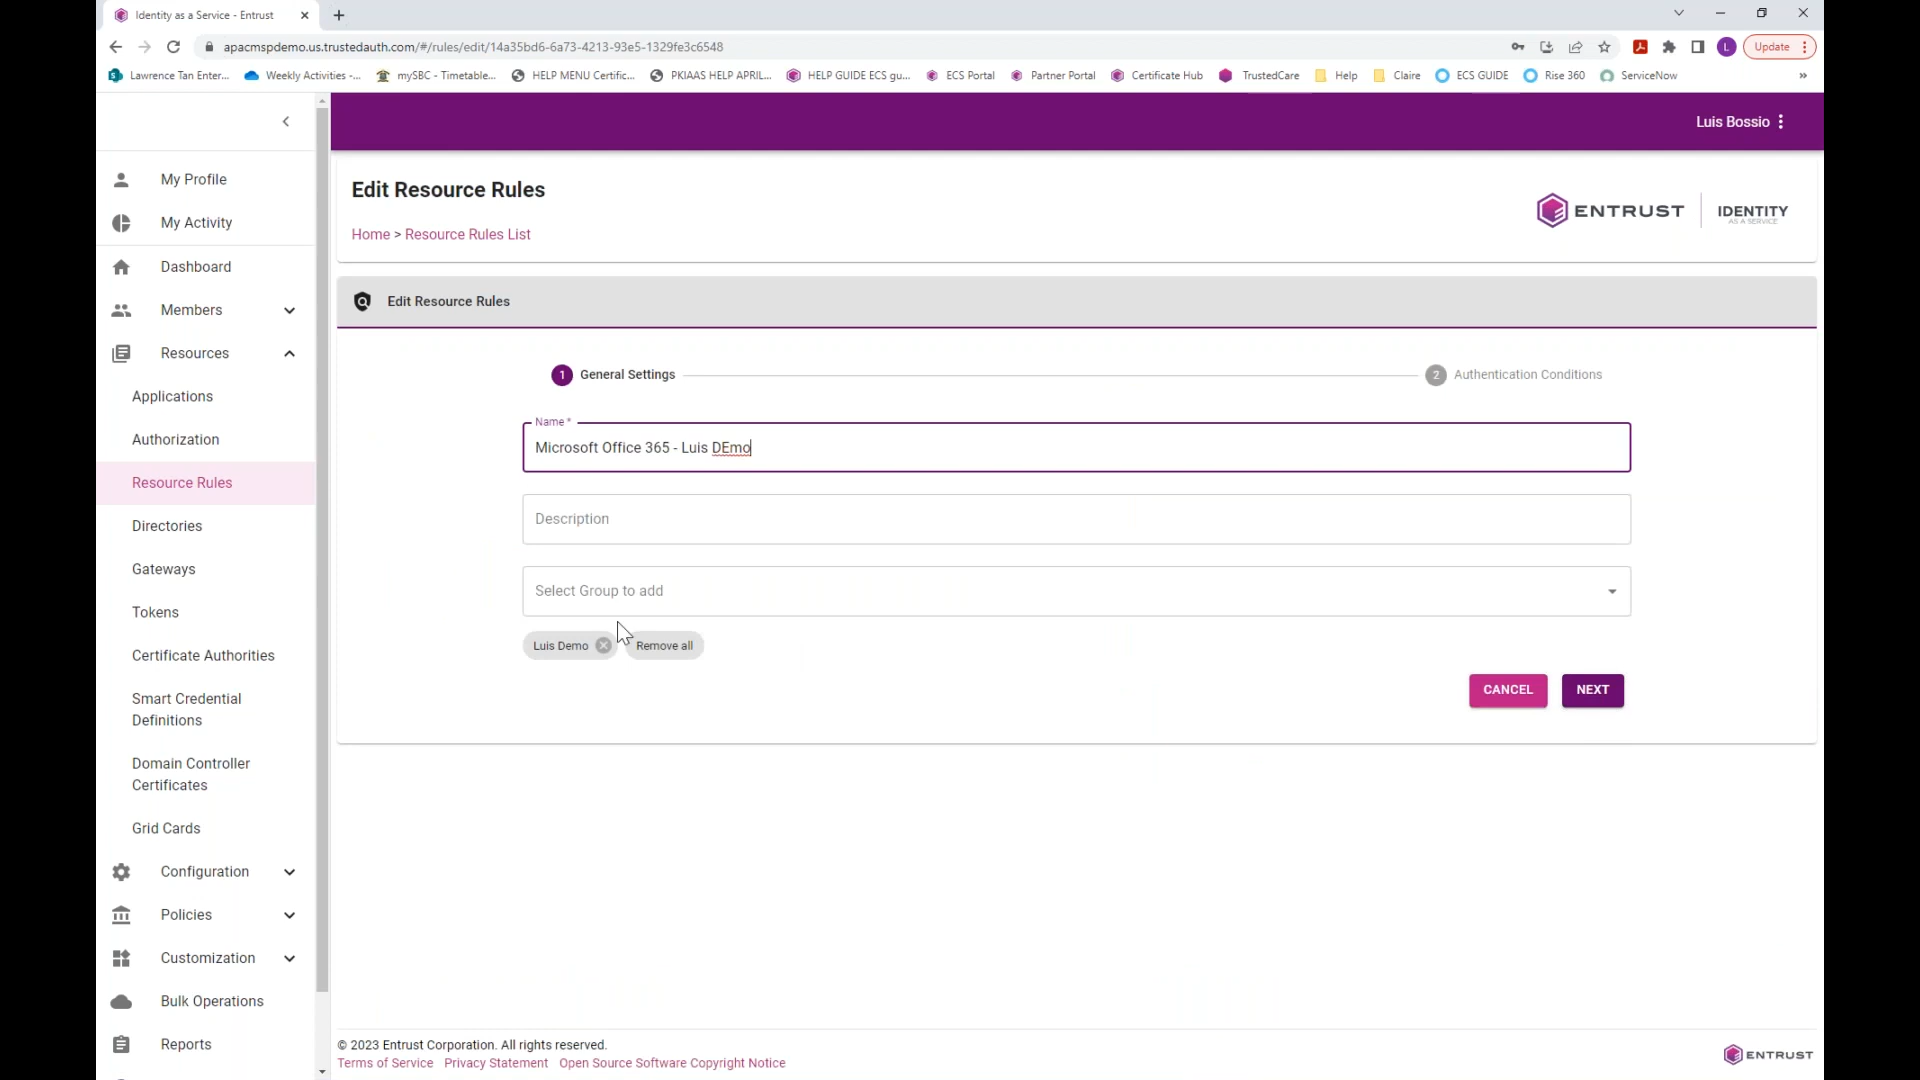 Identity as a Service - Entrust
apacmspdemo.us.trustedauth.com/#/rules/edit/14a35bd6-6a73-4213-93e5-1329fe3c6548
L
Update
Lawrence Tan Enter...
Weekly Activities -...
mySBC - Timetable...
HELP MENU Certific...
PKIAAS HELP APRIL...
HELP GUIDE ECS gu...
ECS Portal
Partner Portal
Certificate Hub
TrustedCare
Help
Claire
ECS GUIDE
Rise 360
ServiceNow
»
Luis Bossio
My Profile
My Activity
Dashboard
Members
Resources
Applications
Authorization
Resource Rules
Directories
Gateways
Tokens
Certificate Authorities
Smart Credential
Definitions
Domain Controller
Certificates
Grid Cards
Configuration
Policies
Customization
Bulk Operations
Reports
Edit Resource Rules
Home > Resource Rules List
ENTRUST
IDENTITY
AS A SERVICE
Edit Resource Rules
1 General Settings
2 Authentication Conditions
Name *
Microsoft Office 365 - Luis DEmo
Description
Select Group to add
Luis Demo
Remove all
CANCEL
NEXT
© 2023 Entrust Corporation. All rights reserved.
Terms of Service Privacy Statement Open Source Software Copyright Notice
ENTRUST